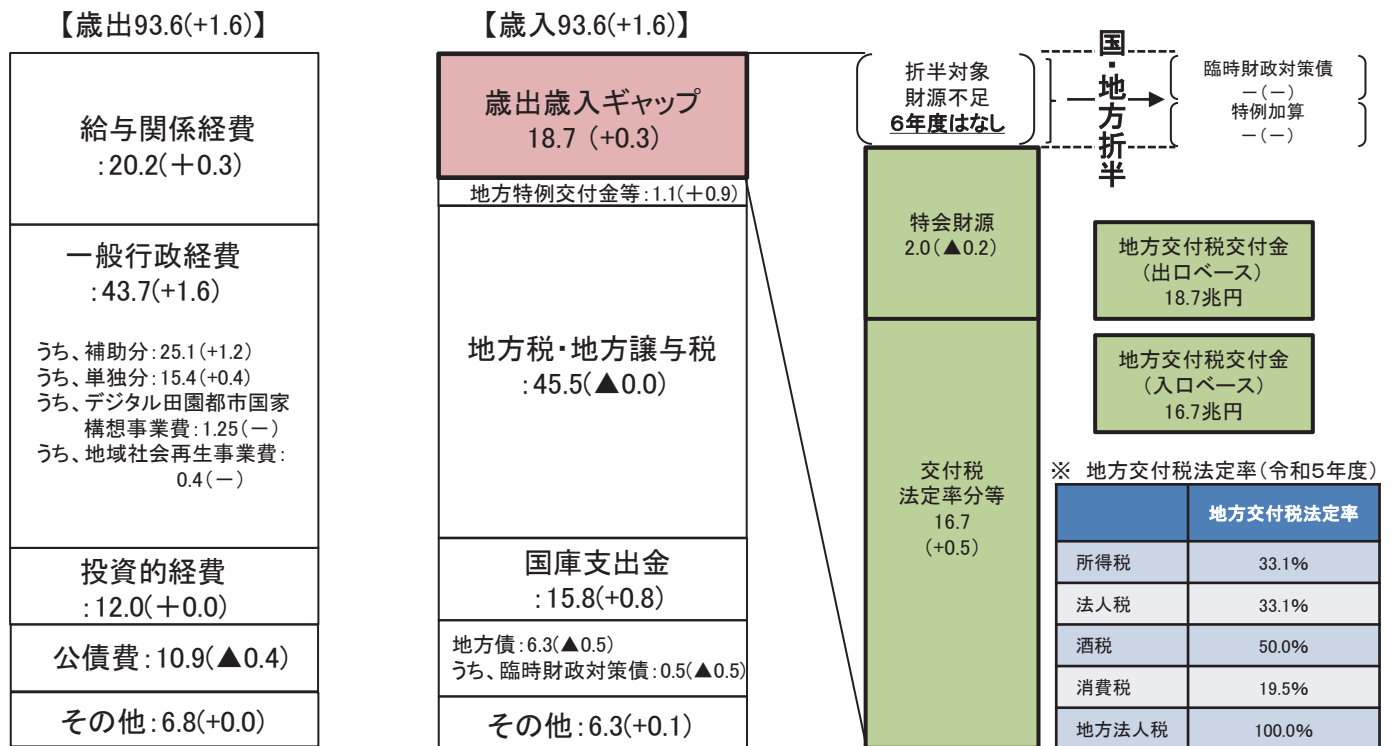 【歳出93.6(+1.6)】
給与関係経費
:20.2(+0.3)
一般行政経費
:43.7(+1.6)
うち、補助分:25.1(+1.2)
うち、単独分:15.4(+0.4)
うち、デジタル田園都市国家
構想事業費:1.25(-)
うち、地域社会再生事業費:
0.4(-)
投資的経費
:12.0(+0.0)
公債費:10.9(▲0.4)
その他:6.8(+0.0)
【歳入93.6(+1.6)】
歳出歳入ギャップ
18.7 (+0.3)
地方特例交付金等:1.1(+0.9)
地方税・地方譲与税
:45.5(▲0.0)
国庫支出金
:15.8(+0.8)
地方債:6.3(▲0.5)
うち、臨時財政対策債:0.5(▲0.5)
その他:6.3(+0.1)
折半対象
財源不足
6年度はなし
特会財源
2.0(▲0.2)
交付税
法定率分等
16.7
(+0.5)
国・地方折半
臨時財政対策債
-(-)
特例加算
-(-)
地方交付税交付金
(出口ベース)
18.7兆円
地方交付税交付金
(入口ベース)
16.7兆円
※ 地方交付税法定率(令和5年度)
地方交付税法定率
所得税 33.1%
法人税 33.1%
酒税 50.0%
消費税 19.5%
地方法人税 100.0%